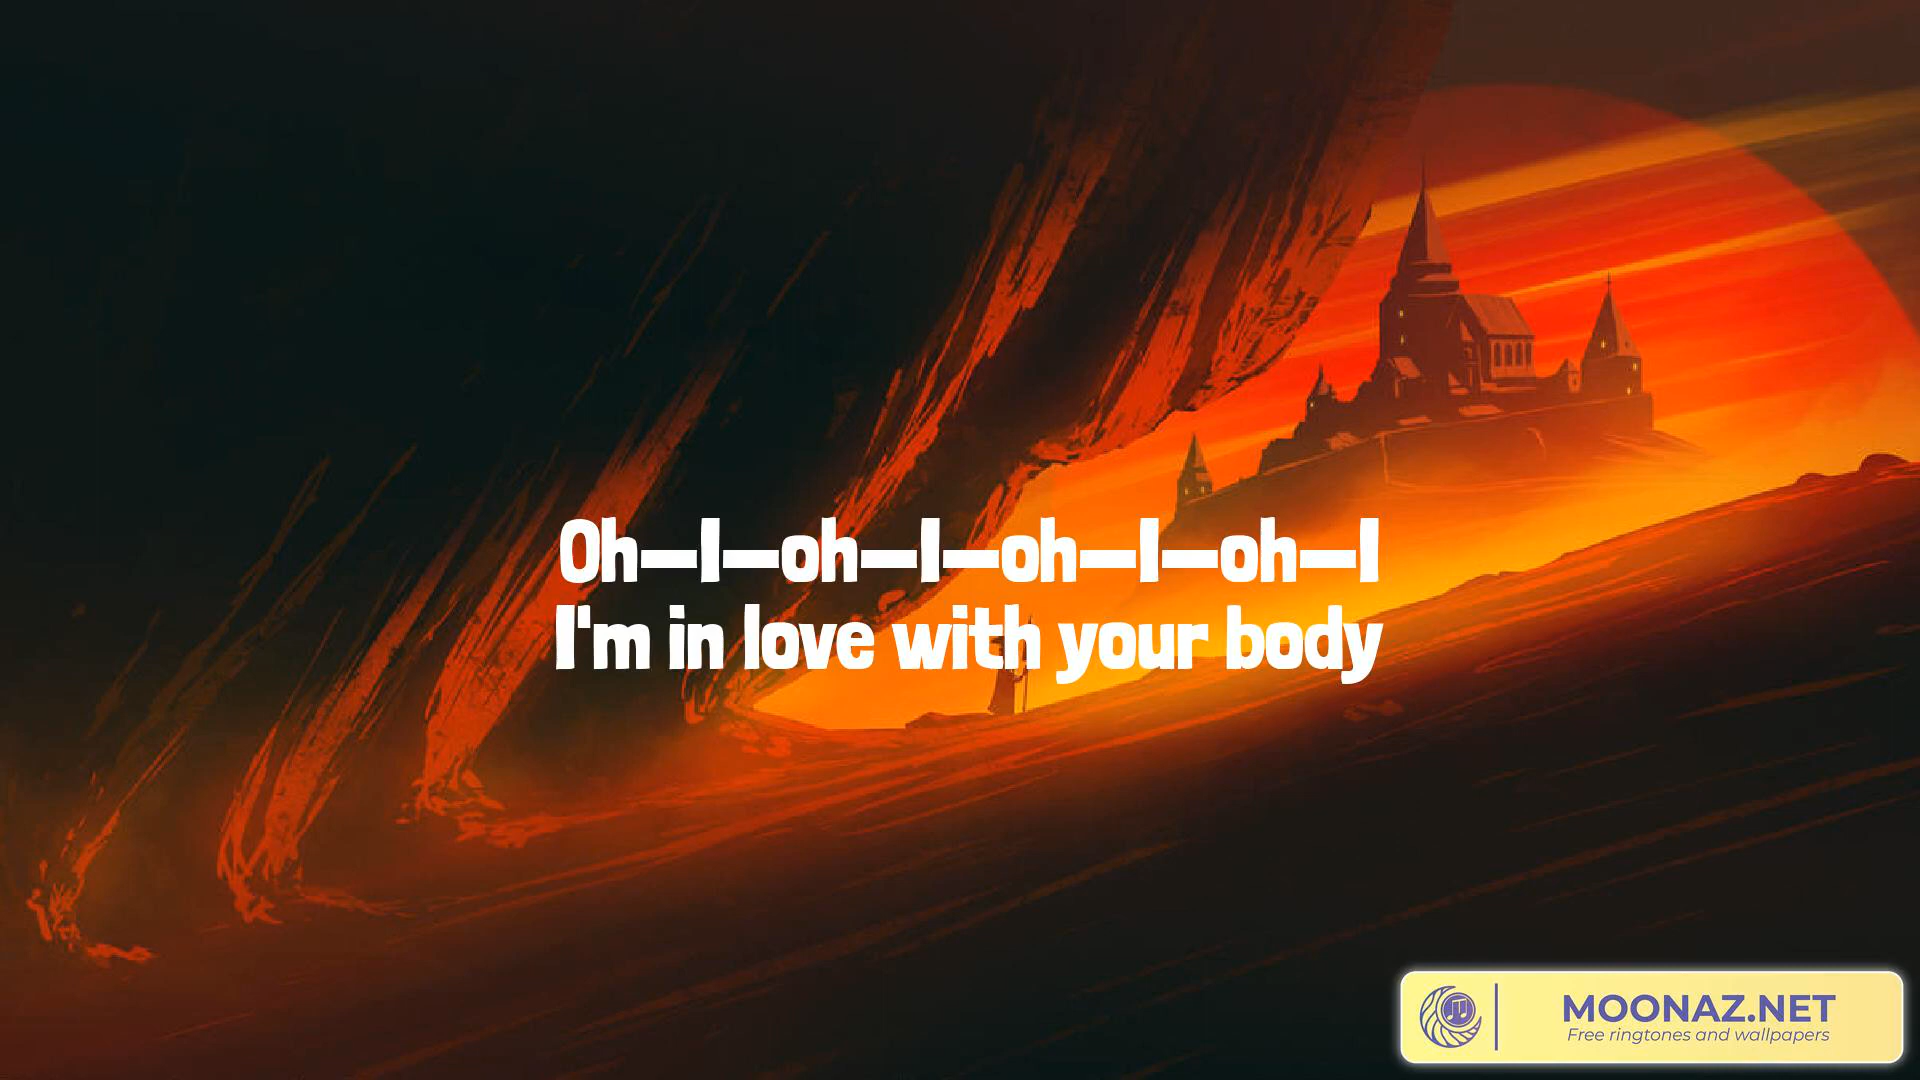 Oh—I—oh—I—oh—I—oh—I
I'm in love with your body
MOONAZ.NET
Free ringtones and wallpapers